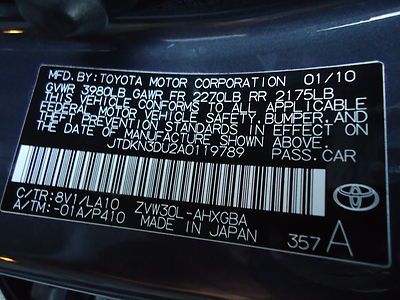 MFD.BY:TOYOTA MOTOR CORPORATION 01/10
GVWR 3980LB GAWR FR 2270LB RR 2175LB
THIS VEHICLE CONFORMS TO ALL APPLICABLE
FEDERAL MOTOR VEHICLE SAFETY,BUMPER,AND
THEFT PREVENTION STANDARDS IN EFFECT
ON THE DATE OF MANUFACTURE SHOWN ABOVE.
JTDKN3DU2A0119789 PASS.CAR
C/TR:8V1/LA10 ZVW30L-AHXGBA
A/TM:-01A/P410 MADE IN JAPAN
TOYOTA
357 A